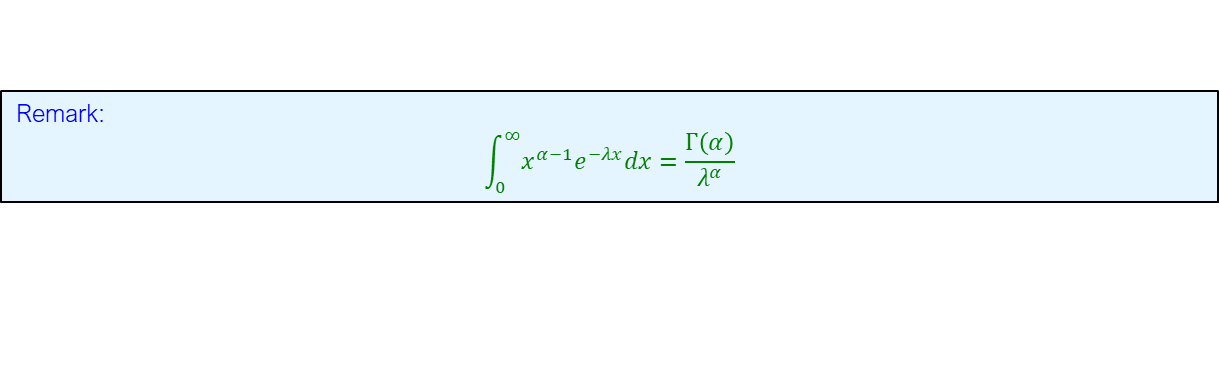 Remark:
∫₀^∞ x^{α−1} e^{−λx} dx = Γ(α)/λ^α